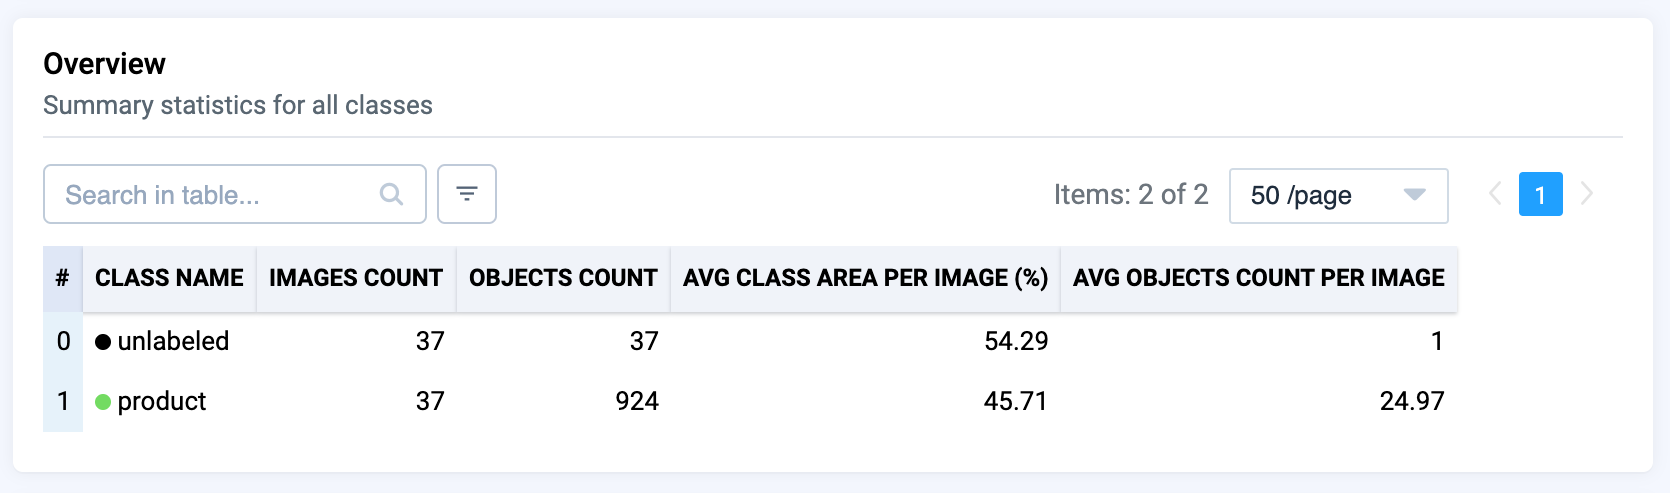 Overview
Summary statistics for all classes
Search in table... Items: 2 of 2 50 /page 1
# CLASS NAME IMAGES COUNT OBJECTS COUNT AVG CLASS AREA PER IMAGE (%) AVG OBJECTS COUNT PER IMAGE
0 unlabeled 37 37 54.29 1
1 product 37 924 45.71 24.97